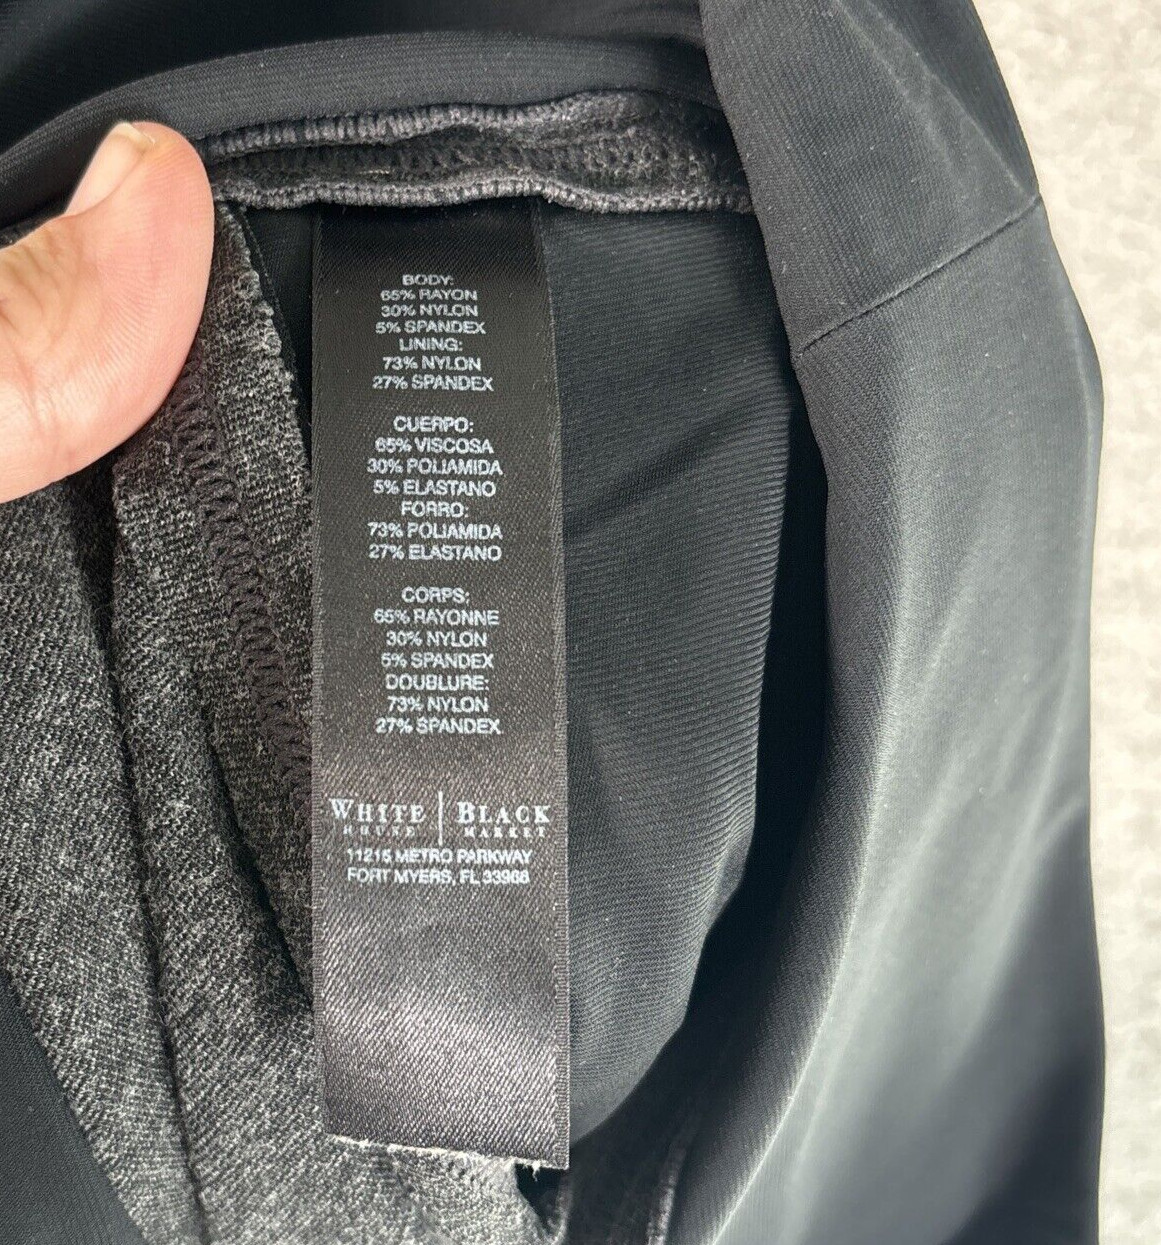 BODY:
65% RAYON
30% NYLON
5% SPANDEX
LINING:
73% NYLON
27% SPANDEX
CUERPO:
65% VISCOSA
30% POLIAMIDA
5% ELASTANO
FORRO:
73% POLIAMIDA
27% ELASTANO
CORPS:
65% RAYONNE
30% NYLON
5% SPANDEX
DOUBLURE:
73% NYLON
27% SPANDEX
WHITE | BLACK
HOUSE MARKET
11215 METRO PARKWAY
FORT MYERS, FL 33966